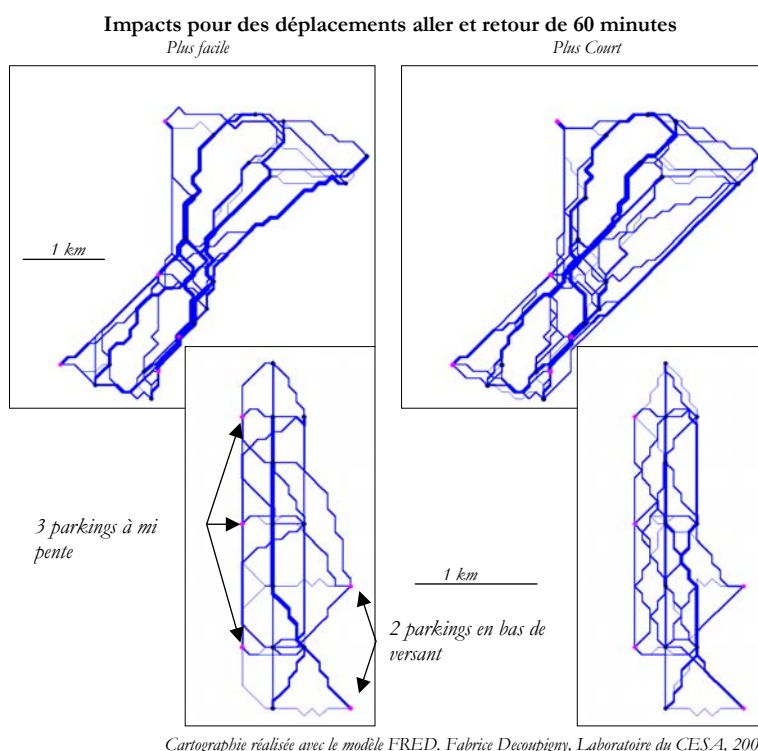 Impacts pour des déplacements aller et retour de 60 minutes
Plus facile
Plus Court
1 km
3 parkings à mi
pente
1 km
2 parkings en bas de
versant
Cartographie réalisée avec le modèle FRED, Fabrice Decoupigny, Laboratoire du CESA, 200